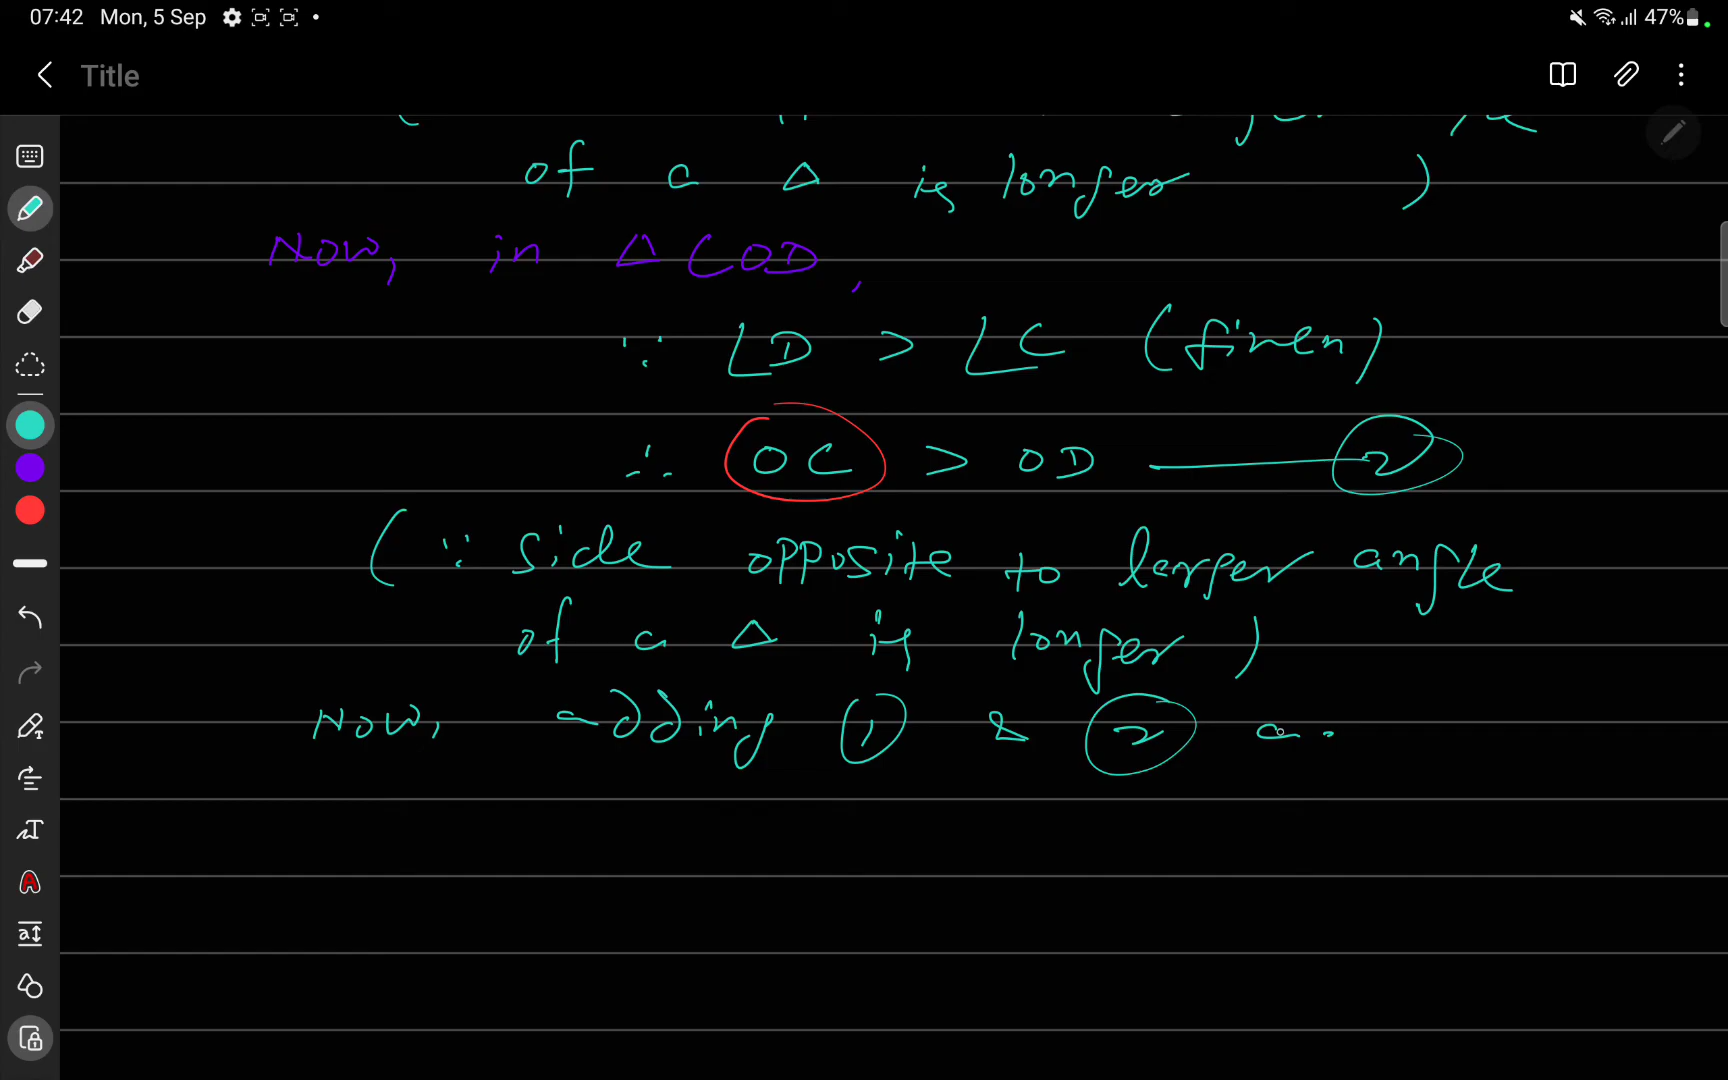 07:42 Mon, 5 Sep 47%
Title
of a Δ is longer )
Now, in Δ COD,
∵ ∠D > ∠C (given)
∴ OC > OD —— ②
( ∵ side opposite to larger angle
of a Δ is longer )
Now, adding ① & ②